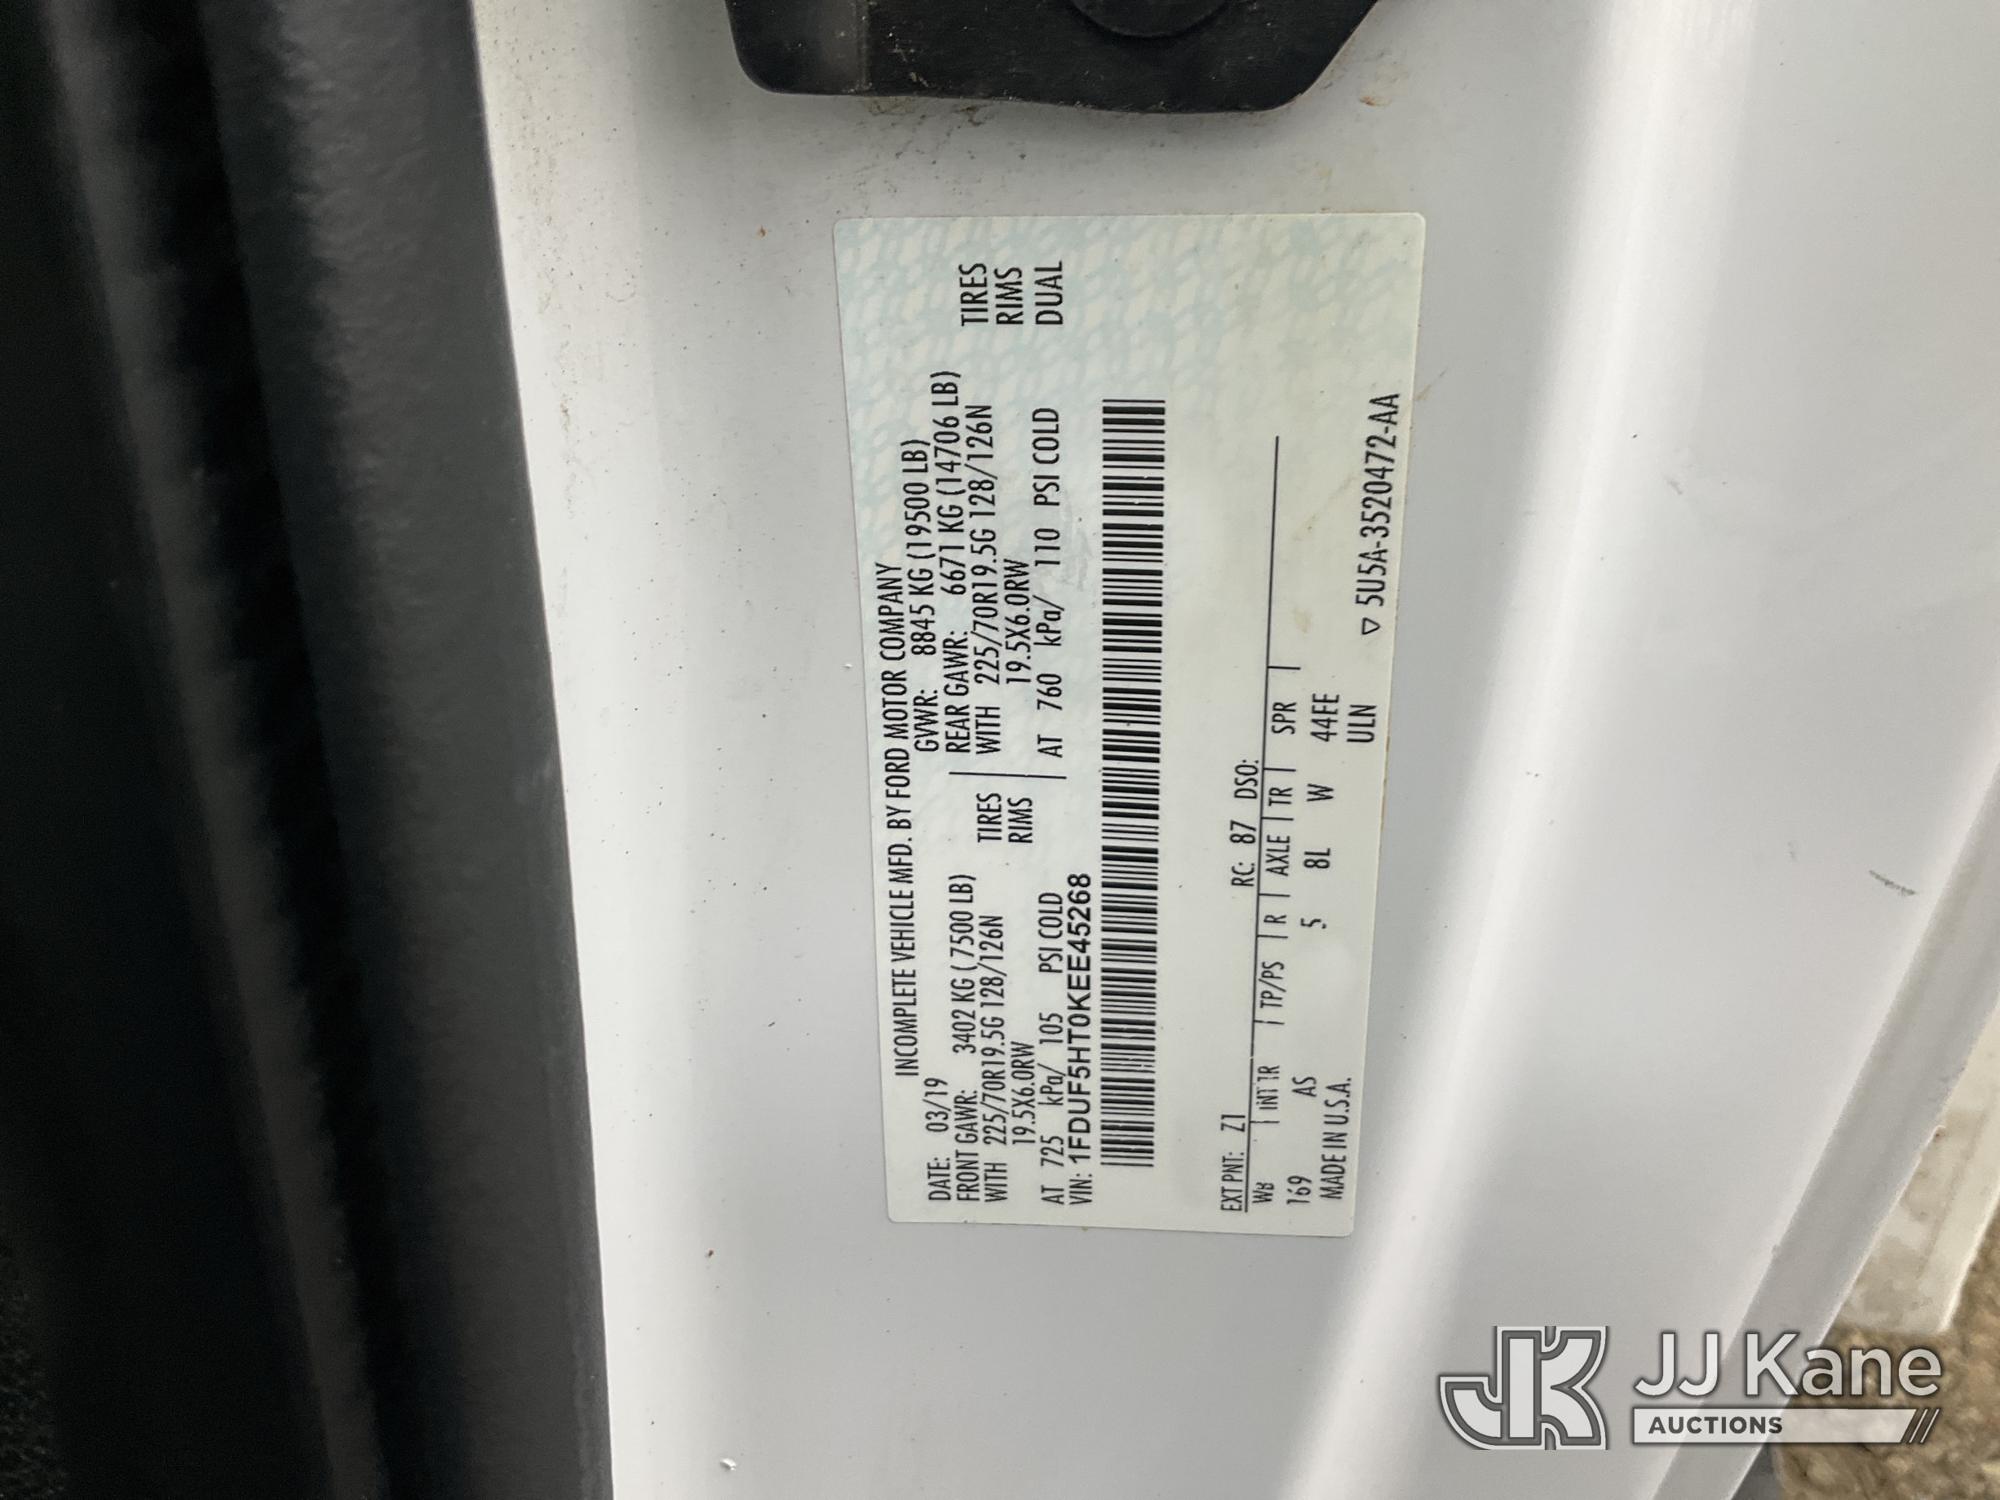 INCOMPLETE VEHICLE MFD. BY FORD MOTOR COMPANY
DATE: 03/19 GVWR: 8845 KG (19500 LB)
FRONT GAWR: 3402 KG (7500 LB) REAR GAWR: 6671 KG (14706 LB)
WITH 225/70R19.5G 128/126N TIRES WITH 225/70R19.5G 128/126N TIRES
19.5X6.0RW RIMS 19.5X6.0RW RIMS
AT 725 kPa/ 105 PSI COLD AT 760 kPa/ 110 PSI COLD DUAL
VIN: 1FDUF5HT0KEE45268
EXT PNT: Z1 RC: 87 DSO:
WB INT TR TP/PS R AXLE TR SPR
169 AS 5 8L W 44EE
MADE IN U.S.A. ULN
▽ 5U5A-3520472-AA
JK JJ Kane
AUCTIONS